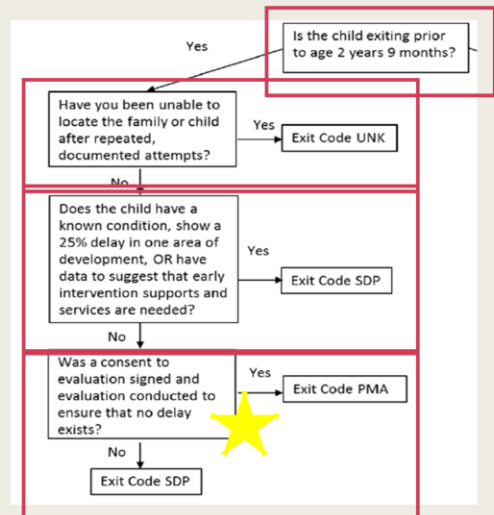 Is the child exiting prior
to age 2 years 9 months?
Yes
Have you been unable to
locate the family or child
after repeated,
documented attempts?
Yes
Exit Code UNK
No
Does the child have a
known condition, show a
25% delay in one area of
development, OR have
data to suggest that early
intervention supports and
services are needed?
Yes
Exit Code SDP
No
Was a consent to
evaluation signed and
evaluation conducted to
ensure that no delay
exists?
Yes
Exit Code PMA
No
Exit Code SDP